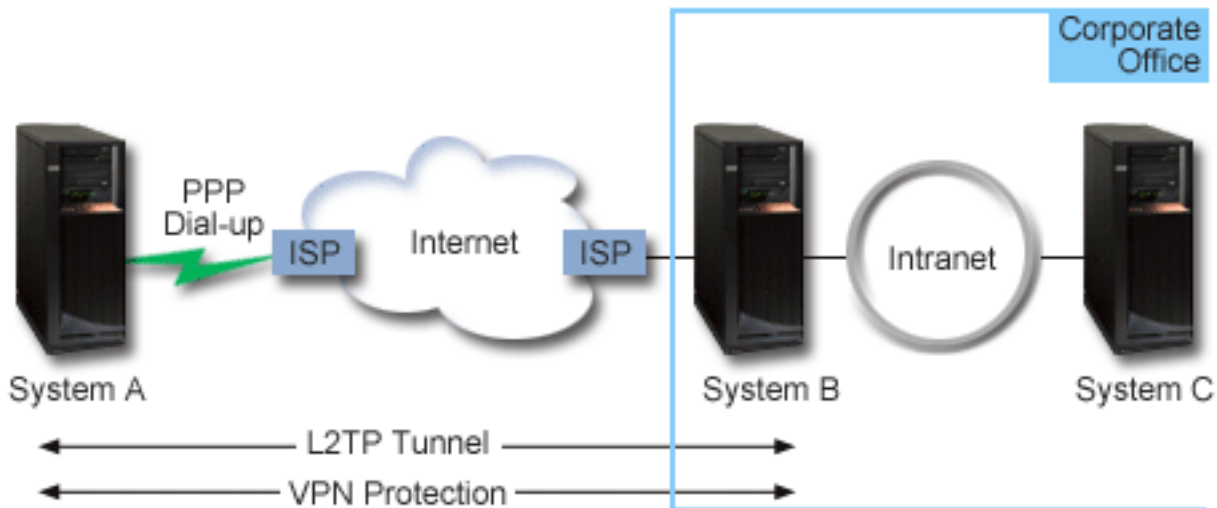 Corporate
Office
PPP
Dial-up
ISP
Internet
ISP
Intranet
System A
System B
System C
L2TP Tunnel
VPN Protection